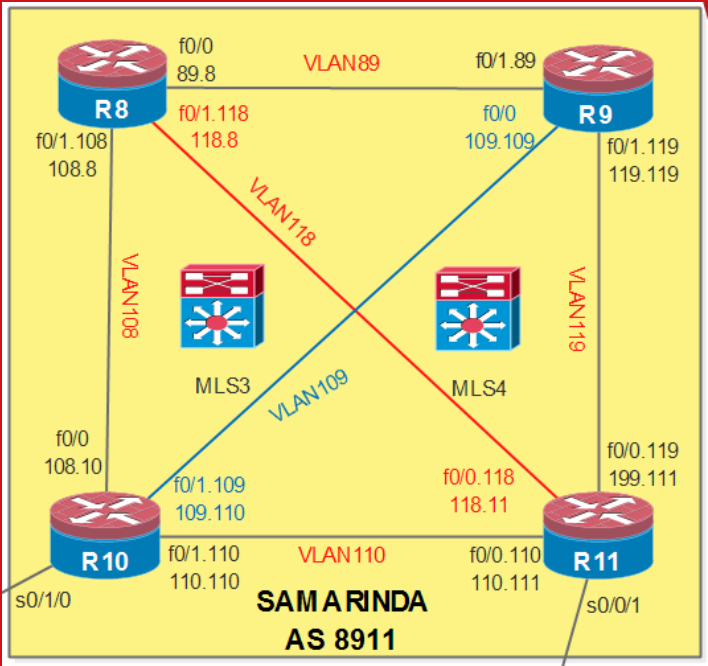 f0/0
89.8
VLAN89
f0/1.89
R8
R9
f0/1.118
118.8
f0/0
109.109
f0/1.108
108.8
f0/1.119
119.119
VLAN118
VLAN108
VLAN119
MLS3
MLS4
VLAN109
f0/0
108.10
f0/1.109
109.110
f0/0.118
118.11
f0/0.119
199.111
R10
R11
f0/1.110
110.110
VLAN110
f0/0.110
110.111
s0/1/0
s0/0/1
SAMARINDA
AS 8911